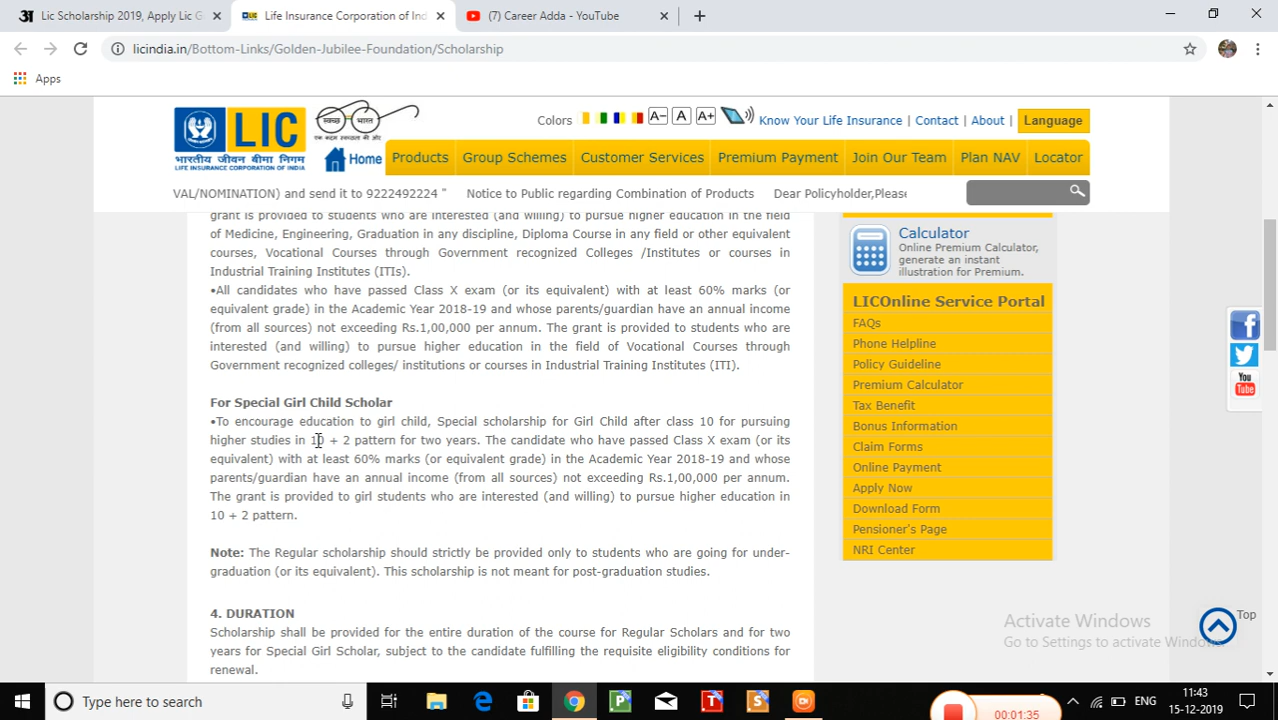 Lic Scholarship 2019, Apply Lic G
Life Insurance Corporation of Ind
(7) Career Adda - YouTube
licindia.in/Bottom-Links/Golden-Jubilee-Foundation/Scholarship
Apps
LIC
भारतीय जीवन बीमा निगम
LIFE INSURANCE CORPORATION OF INDIA
स्वच्छ भारत
एक कदम स्वच्छता की ओर
Colors A- A A+ Know Your Life Insurance | Contact | About | Language
Home Products Group Schemes Customer Services Premium Payment Join Our Team Plan NAV Locator
VAL/NOMINATION) and send it to 9222492224 " Notice to Public regarding Combination of Products Dear Policyholder,Please
grant is provided to students who are interested (and willing) to pursue higher education in the field
of Medicine, Engineering, Graduation in any discipline, Diploma Course in any field or other equivalent
courses, Vocational Courses through Government recognized Colleges /Institutes or courses in
Industrial Training Institutes (ITIs).
•All candidates who have passed Class X exam (or its equivalent) with at least 60% marks (or
equivalent grade) in the Academic Year 2018-19 and whose parents/guardian have an annual income
(from all sources) not exceeding Rs.1,00,000 per annum. The grant is provided to students who are
interested (and willing) to pursue higher education in the field of Vocational Courses through
Government recognized colleges/ institutions or courses in Industrial Training Institutes (ITI).
For Special Girl Child Scholar
•To encourage education to girl child, Special scholarship for Girl Child after class 10 for pursuing
higher studies in 10 + 2 pattern for two years. The candidate who have passed Class X exam (or its
equivalent) with at least 60% marks (or equivalent grade) in the Academic Year 2018-19 and whose
parents/guardian have an annual income (from all sources) not exceeding Rs.1,00,000 per annum.
The grant is provided to girl students who are interested (and willing) to pursue higher education in
10 + 2 pattern.
Note: The Regular scholarship should strictly be provided only to students who are going for under-
graduation (or its equivalent). This scholarship is not meant for post-graduation studies.
4. DURATION
Scholarship shall be provided for the entire duration of the course for Regular Scholars and for two
years for Special Girl Scholar, subject to the candidate fulfilling the requisite eligibility conditions for
renewal.
Calculator
Online Premium Calculator,
generate an instant
illustration for Premium.
LICOnline Service Portal
FAQs
Phone Helpline
Policy Guideline
Premium Calculator
Tax Benefit
Bonus Information
Claim Forms
Online Payment
Apply Now
Download Form
Pensioner's Page
NRI Center
You
Tube
Top
Activate Windows
Go to Settings to activate Windows.
Type here to search
00:01:35
ENG
11:43
15-12-2019